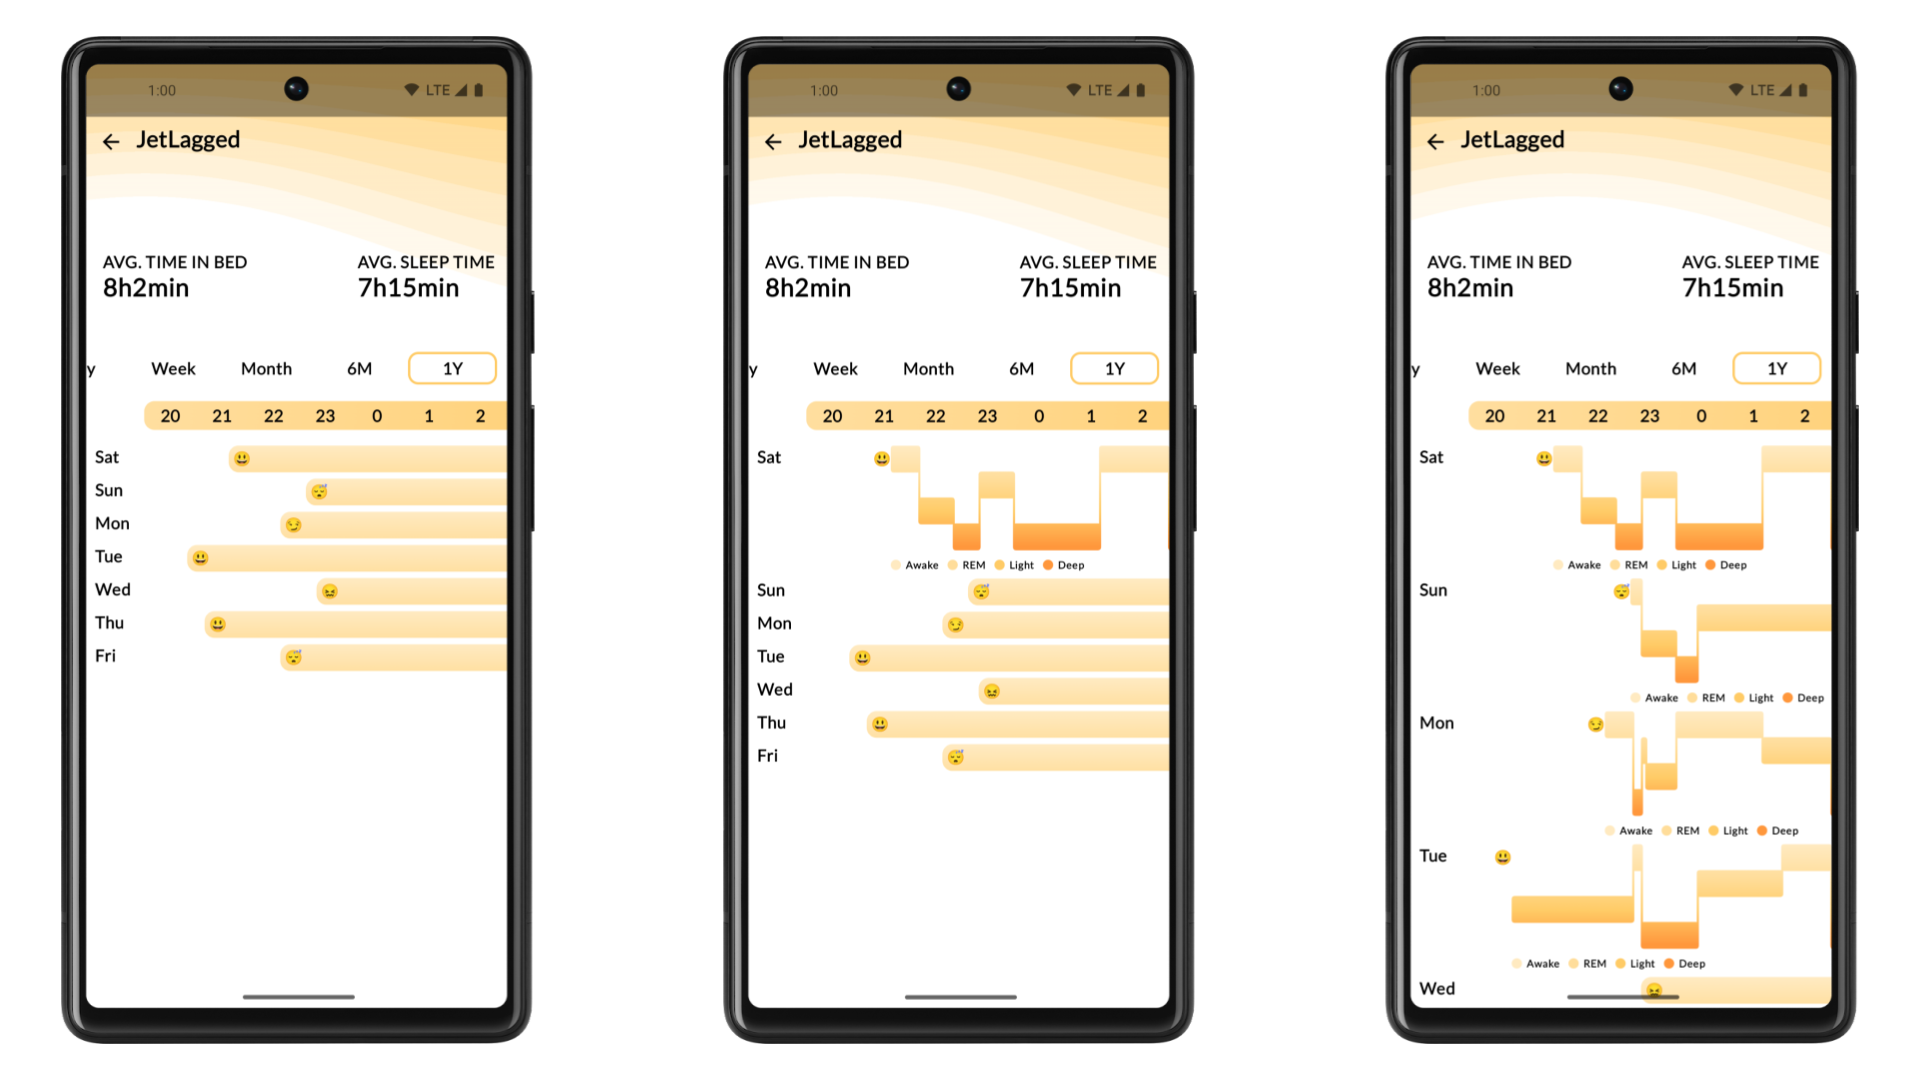 1:00 LTE
JetLagged
AVG. TIME IN BED AVG. SLEEP TIME
8h2min 7h15min
y Week Month 6M 1Y
20 21 22 23 0 1 2
Sat
Sun
Mon
Tue
Wed
Thu
Fri
1:00 LTE
JetLagged
AVG. TIME IN BED AVG. SLEEP TIME
8h2min 7h15min
y Week Month 6M 1Y
20 21 22 23 0 1 2
Sat
Awake REM Light Deep
Sun
Mon
Tue
Wed
Thu
Fri
1:00 LTE
JetLagged
AVG. TIME IN BED AVG. SLEEP TIME
8h2min 7h15min
y Week Month 6M 1Y
20 21 22 23 0 1 2
Sat
Awake REM Light Deep
Sun
Awake REM Light Deep
Mon
Awake REM Light Deep
Tue
Awake REM Light Deep
Wed